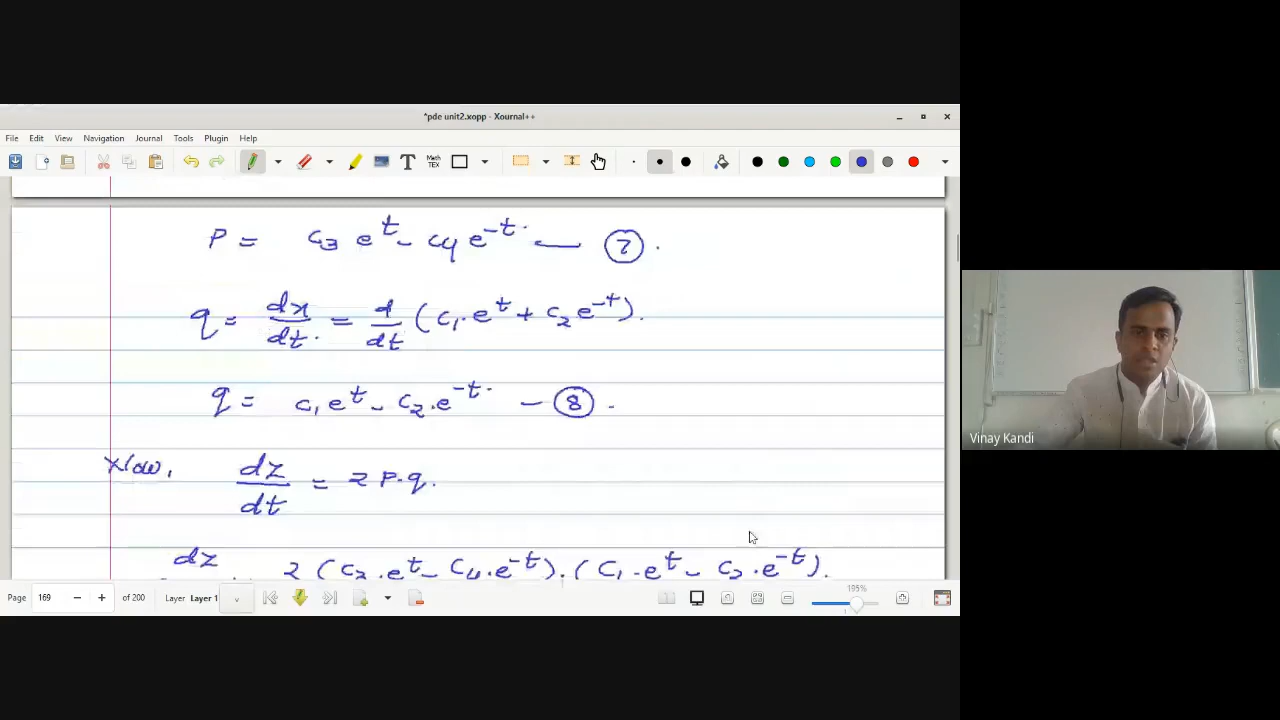 *pde unit2.xopp - Xournal++
File Edit View Navigation Journal Tools Plugin Help
P = c3 e^t - c4 e^-t — (7) .
q = dx/dt = d/dt (c1.e^t + c2 e^-t).
q = c1 e^t - c2.e^-t - (8) .
Now, dz/dt = 2 P.q.
dz 2 (c3.e^t - c4.e^-t).(c1.e^t - c2.e^-t).
Page 169 - + of 200 Layer Layer 1 195%
Vinay Kandi